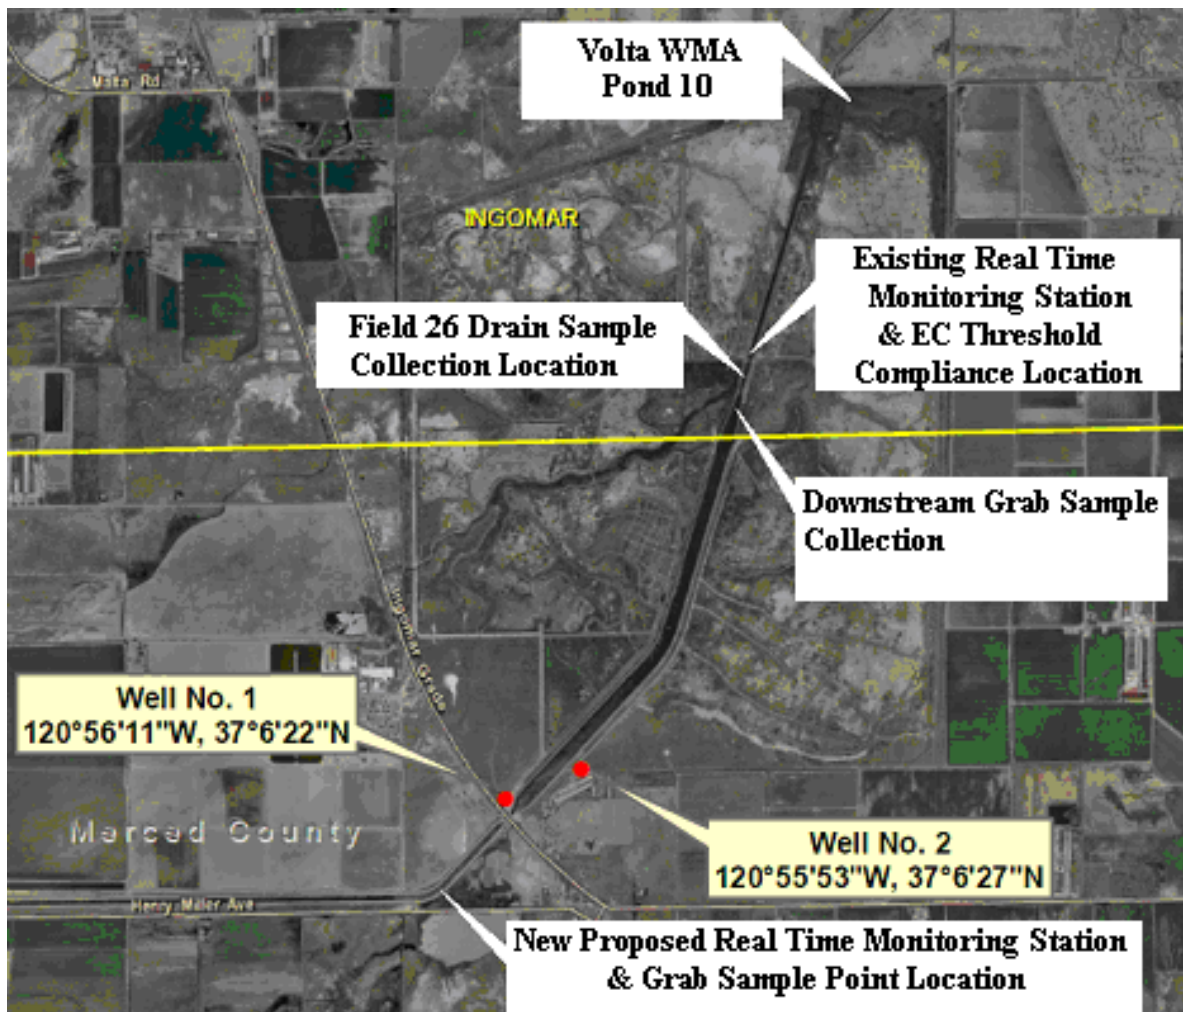 Volta WMA
Pond 10
Volta Rd
INGOMAR
Existing Real Time
Monitoring Station
& EC Threshold
Compliance Location
Field 26 Drain Sample
Collection Location
Downstream Grab Sample
Collection
Ingomar Grade
Well No. 1
120°56'11"W, 37°6'22"N
Merced County
Well No. 2
120°55'53"W, 37°6'27"N
Henry Miller Ave
New Proposed Real Time Monitoring Station
& Grab Sample Point Location